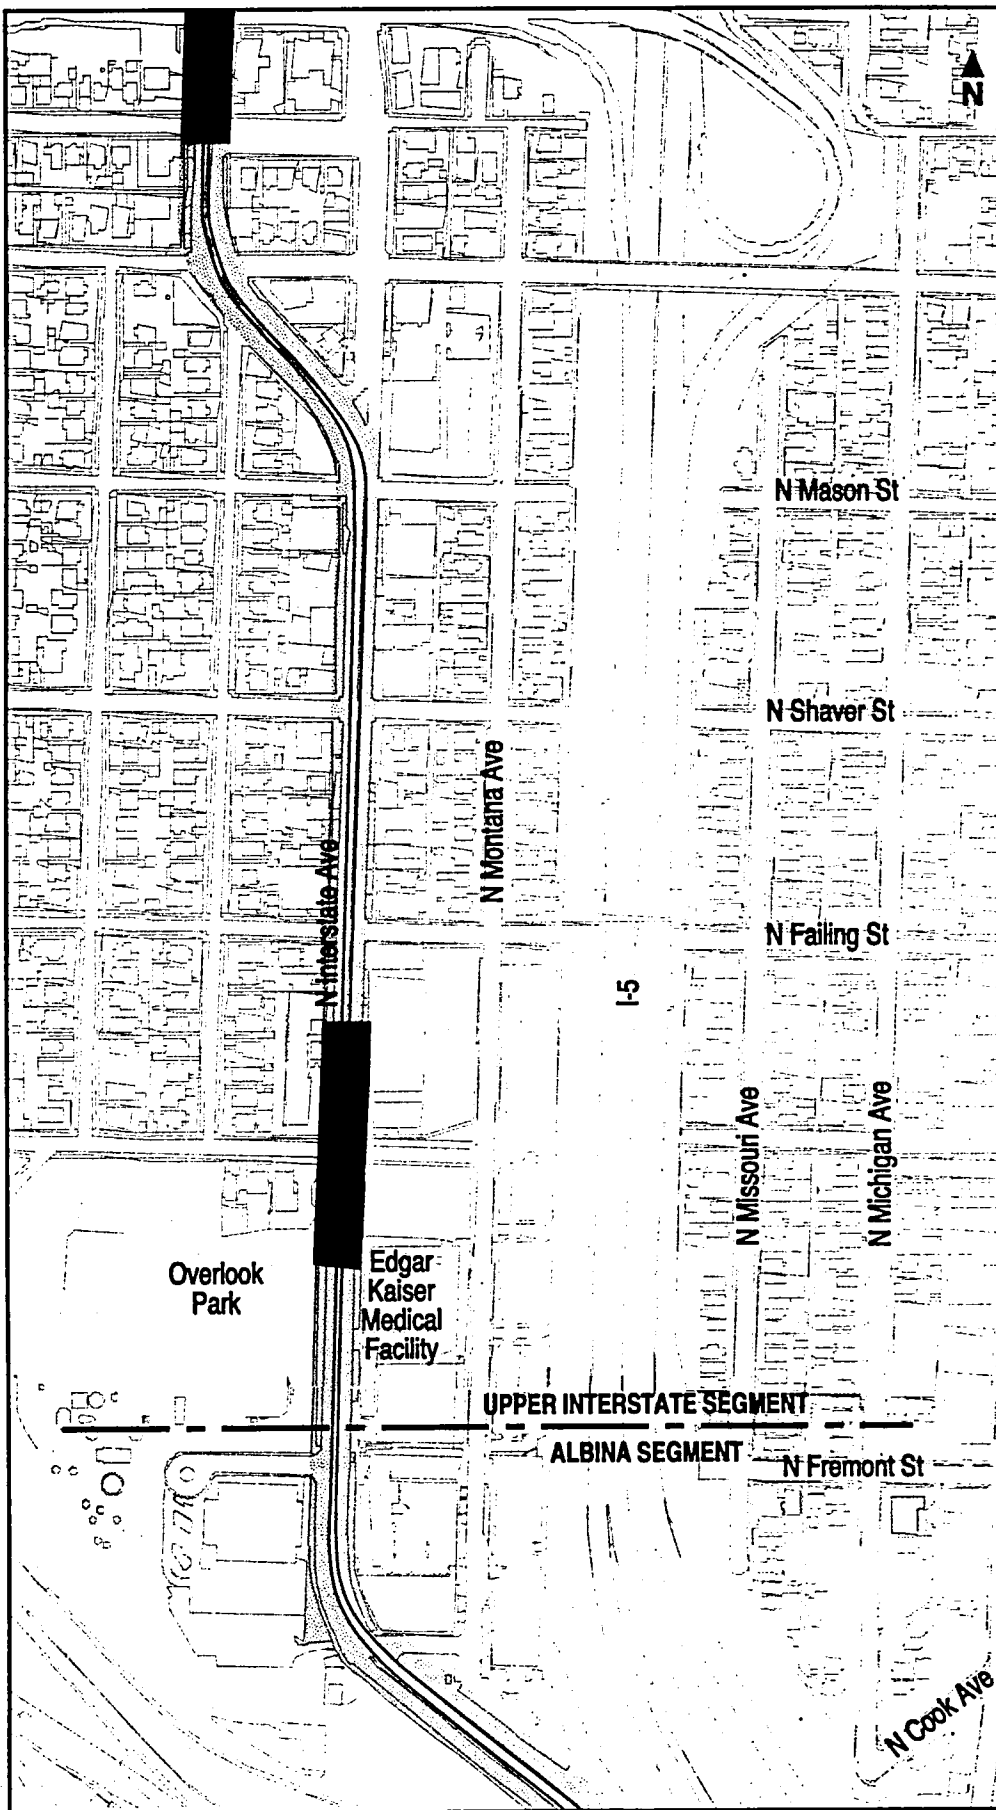 N
N Mason St
N Shaver St
N Montana Ave
N Interstate Ave
N Failing St
I-5
N Missouri Ave
N Michigan Ave
Overlook
Park
Edgar
Kaiser
Medical
Facility
UPPER INTERSTATE SEGMENT
ALBINA SEGMENT
N Fremont St
N Cook Ave